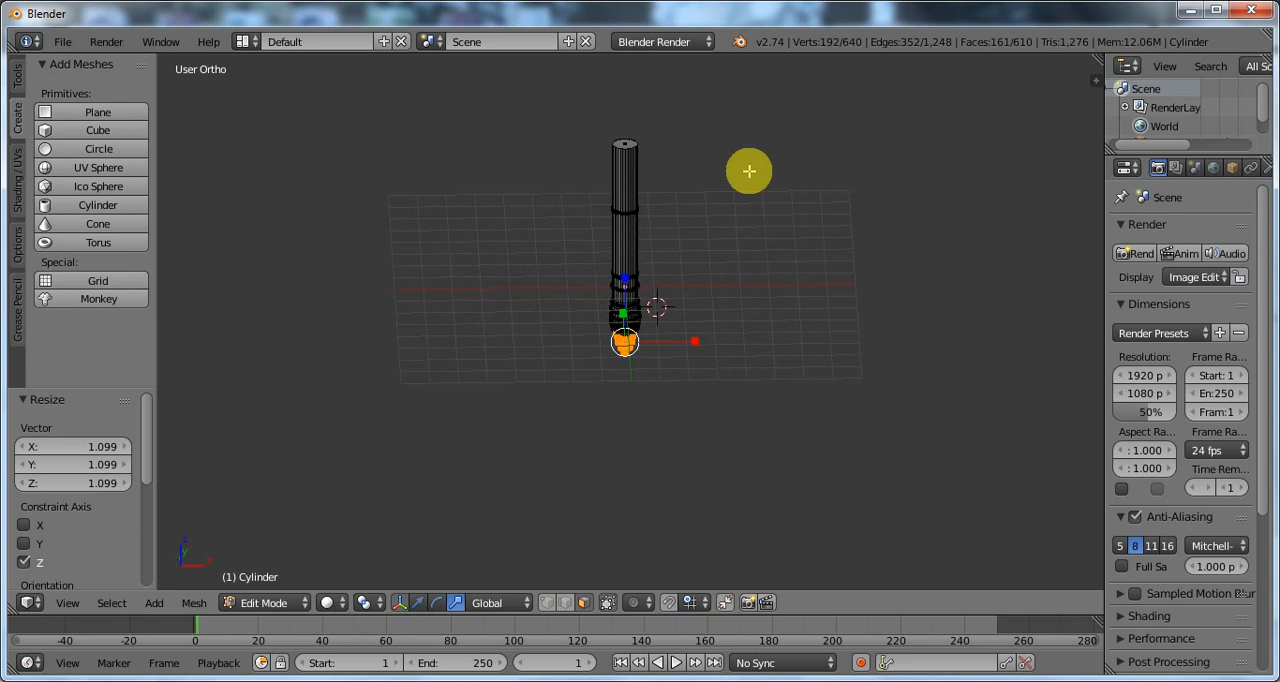 Blender
File Render Window Help Default Scene Blender Render v2.74 | Verts:192/640 | Edges:352/1,248 | Faces:161/610 | Tris:1,276 | Mem:12.06M | Cylinder
Add Meshes
User Ortho
View Search All Sc
Primitives:
Scene
Plane
RenderLay
Cube
World
Circle
UV Sphere
Ico Sphere
Scene
Cylinder
Cone
Render
Torus
Rend Anim Audio
Special:
Display Image Edit
Grid
Monkey
Dimensions
Render Presets
Resolution: Frame Ra...
1920 p Start: 1
1080 p En:250
50% Fram:1
Aspect Ra... Frame Ra...
: 1.000 24 fps
: 1.000 Time Rem...
1
Anti-Aliasing
5 8 11 16 Mitchell-
Full Sa 1.000 p
Sampled Motion Blur
Shading
Performance
Post Processing
Tools
Create
Shading / UVs
Options
Grease Pencil
Resize
Vector
X: 1.099
Y: 1.099
Z: 1.099
Constraint Axis
X
Y
Z
Orientation
z
y
x
(1) Cylinder
View Select Add Mesh Edit Mode Global
-40 -20 0 20 40 60 80 100 120 140 160 180 200 220 240 260 280
View Marker Frame Playback Start: 1 End: 250 1 No Sync